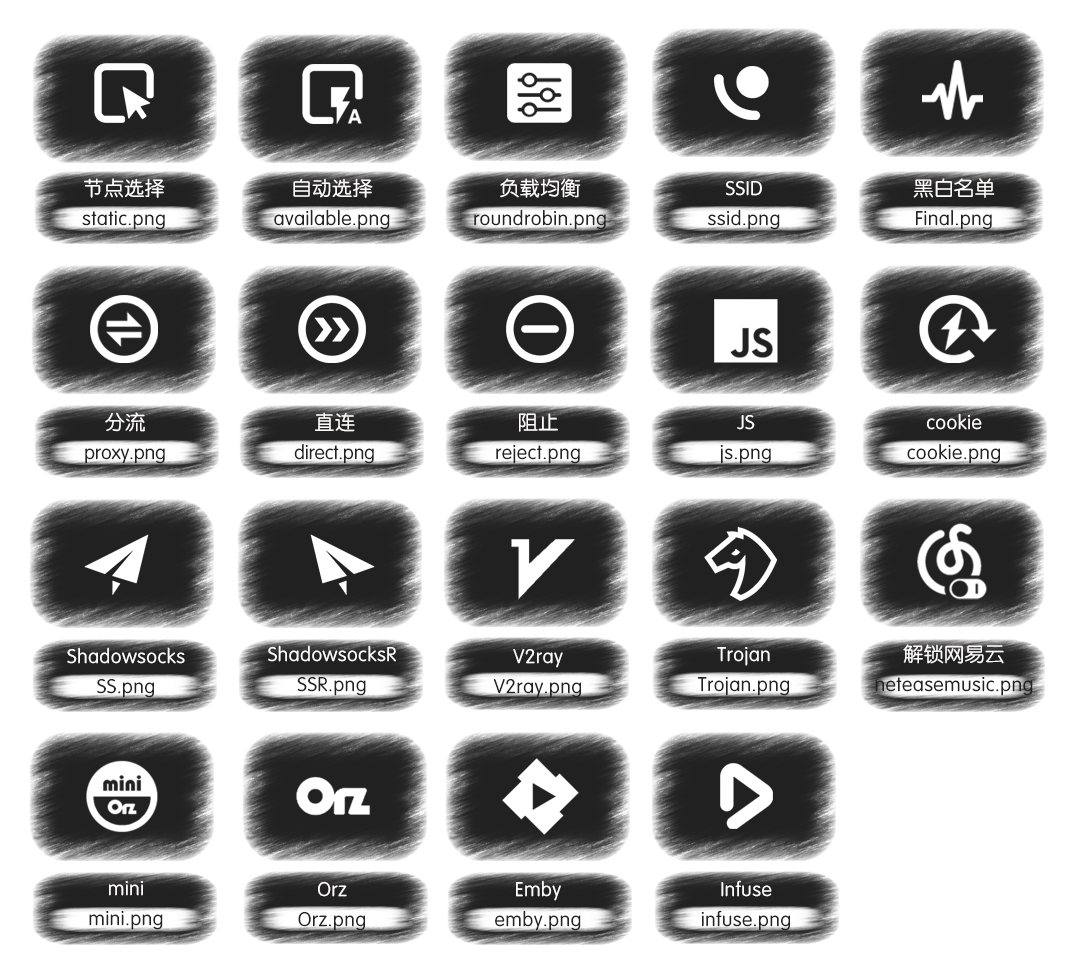 A
节点选择
static.png
自动选择
available.png
负载均衡
roundrobin.png
SSID
ssid.png
黑白名单
Final.png
JS
分流
proxy.png
直连
direct.png
阻止
reject.png
JS
js.png
cookie
cookie.png
Shadowsocks
SS.png
ShadowsocksR
SSR.png
V2ray
V2ray.png
Trojan
Trojan.png
解锁网易云
neteasemusic.png
mini
Orz
Orz
mini
mini.png
Orz
Orz.png
Emby
emby.png
Infuse
infuse.png